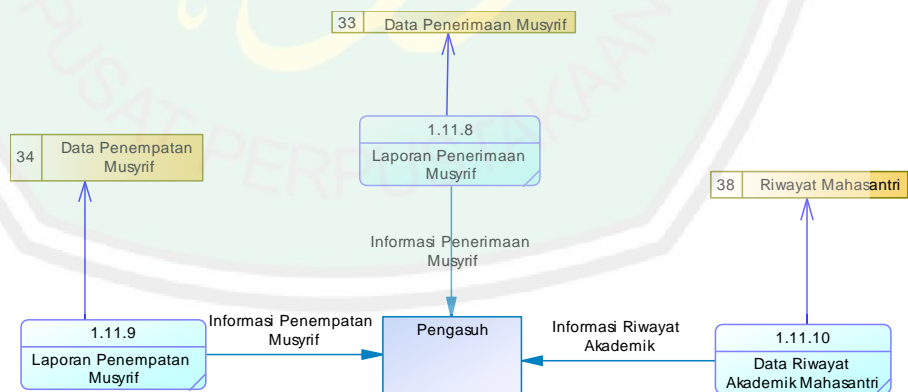 33 Data Penerimaan Musyrif
1.11.8
Laporan Penerimaan
Musyrif
34 Data Penempatan
Musyrif
38 Riwayat Mahasantri
Informasi Penerimaan
Musyrif
1.11.9
Laporan Penempatan
Musyrif
Informasi Penempatan
Musyrif
Pengasuh
Informasi Riwayat
Akademik
1.11.10
Data Riwayat
Akademik Mahasantri
PUSAT PERPUSTAKAAN